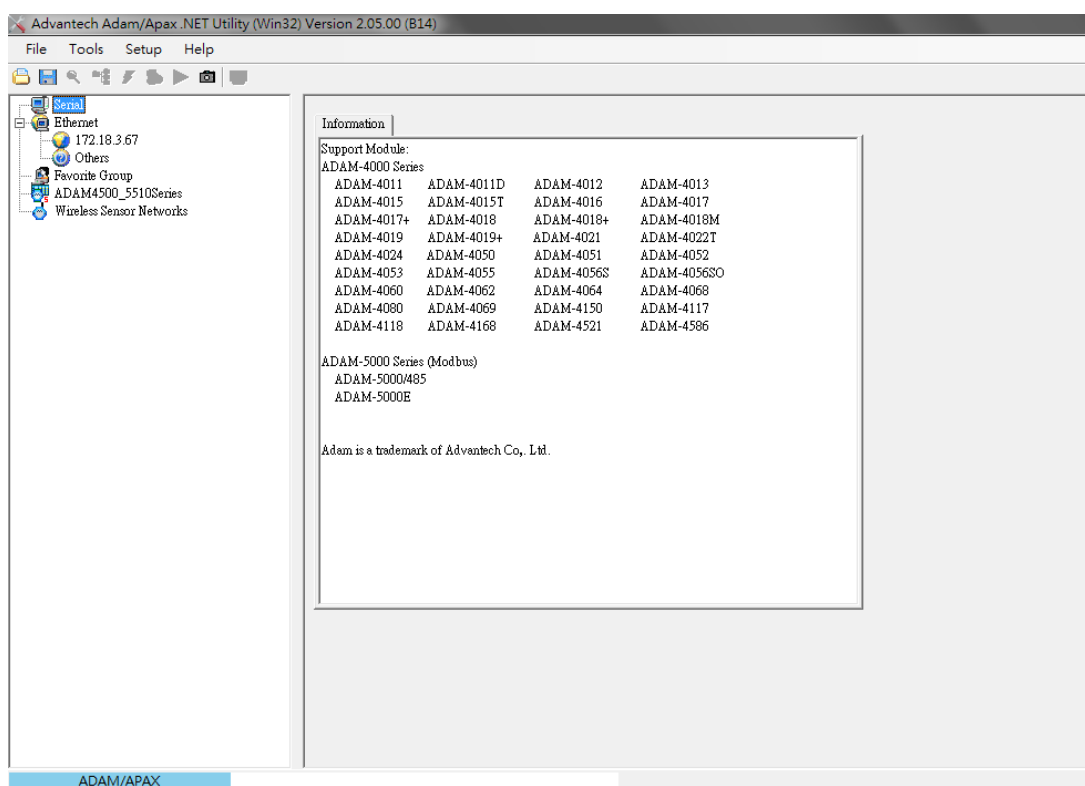 Advantech Adam/Apax .NET Utility (Win32) Version 2.05.00 (B14)
File Tools Setup Help
Serial
Ethernet
172.18.3.67
Others
Favorite Group
ADAM4500_5510Series
Wireless Sensor Networks
Information
Support Module:
ADAM-4000 Series
ADAM-4011 ADAM-4011D ADAM-4012 ADAM-4013
ADAM-4015 ADAM-4015T ADAM-4016 ADAM-4017
ADAM-4017+ ADAM-4018 ADAM-4018+ ADAM-4018M
ADAM-4019 ADAM-4019+ ADAM-4021 ADAM-4022T
ADAM-4024 ADAM-4050 ADAM-4051 ADAM-4052
ADAM-4053 ADAM-4055 ADAM-4056S ADAM-4056SO
ADAM-4060 ADAM-4062 ADAM-4064 ADAM-4068
ADAM-4080 ADAM-4069 ADAM-4150 ADAM-4117
ADAM-4118 ADAM-4168 ADAM-4521 ADAM-4586
ADAM-5000 Series (Modbus)
ADAM-5000/485
ADAM-5000E
Adam is a trademark of Advantech Co,. Ltd.
ADAM/APAX